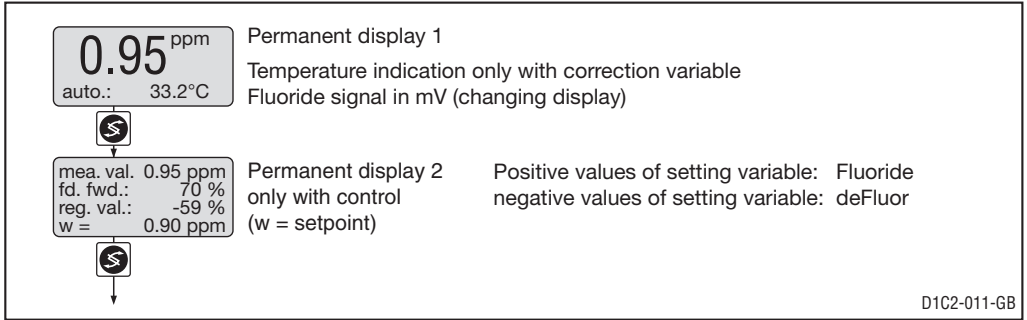 0.95 ppm
auto.: 33.2°C
Permanent display 1
Temperature indication only with correction variable
Fluoride signal in mV (changing display)
mea. val. 0.95 ppm
fd. fwd.: 70 %
reg. val.: -59 %
w = 0.90 ppm
Permanent display 2
only with control
(w = setpoint)
Positive values of setting variable: Fluoride
negative values of setting variable: deFluor
D1C2-011-GB